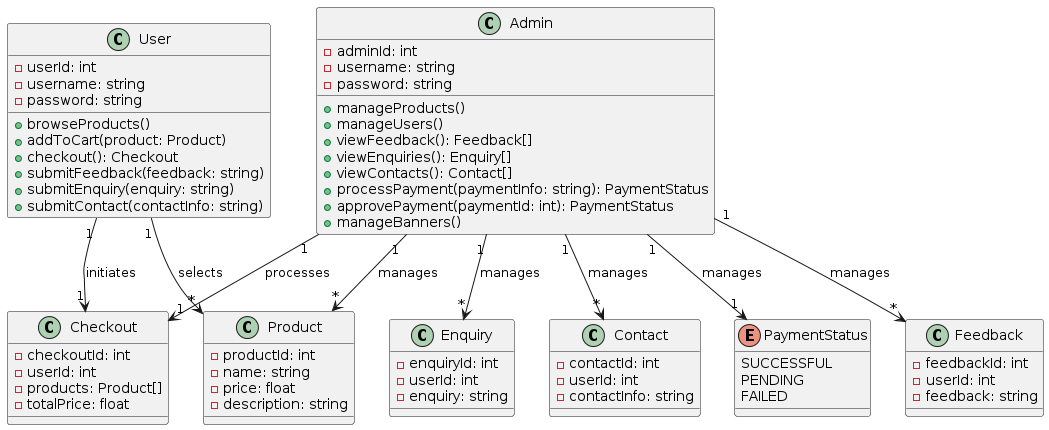 C User
userId: int
username: string
password: string
browseProducts()
addToCart(product: Product)
checkout(): Checkout
submitFeedback(feedback: string)
submitEnquiry(enquiry: string)
submitContact(contactInfo: string)
C Admin
adminId: int
username: string
password: string
manageProducts()
manageUsers()
viewFeedback(): Feedback[]
viewEnquiries(): Enquiry[]
viewContacts(): Contact[]
processPayment(paymentInfo: string): PaymentStatus
approvePayment(paymentId: int): PaymentStatus
manageBanners()
1 1 1 1 1 1 1 1
initiates selects processes manages manages manages manages manages
1 * 1 * * * 1 *
C Checkout
checkoutId: int
userId: int
products: Product[]
totalPrice: float
C Product
productId: int
name: string
price: float
description: string
C Enquiry
enquiryId: int
userId: int
enquiry: string
C Contact
contactId: int
userId: int
contactInfo: string
E PaymentStatus
SUCCESSFUL
PENDING
FAILED
C Feedback
feedbackId: int
userId: int
feedback: string